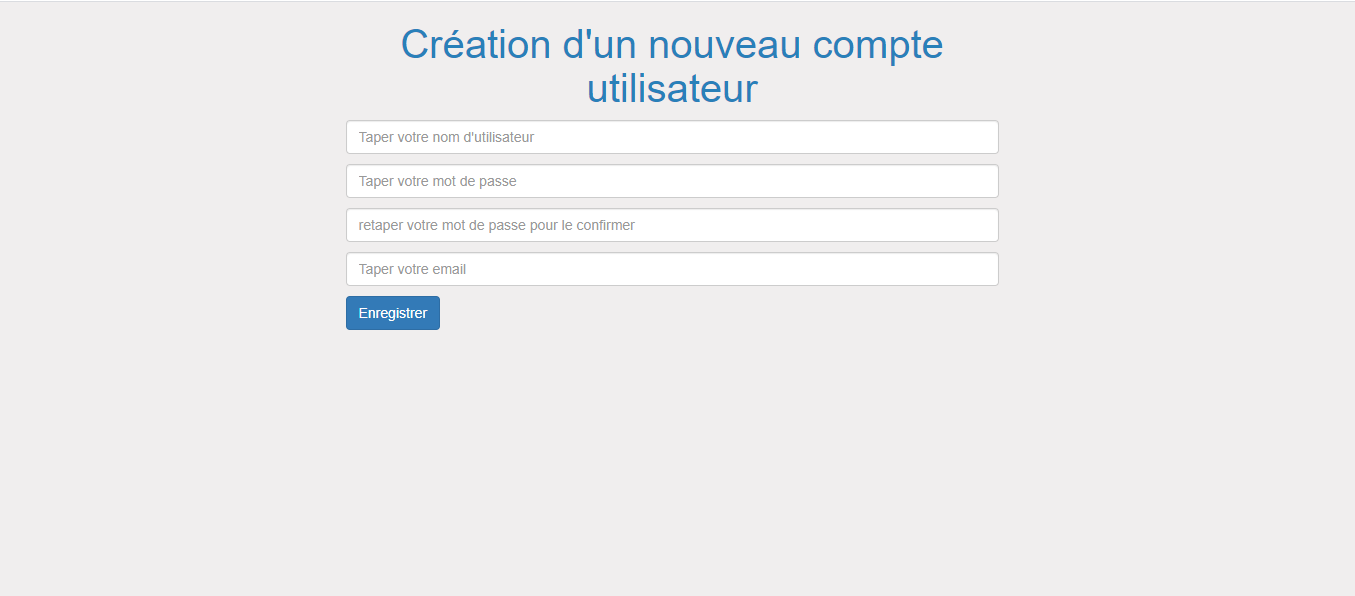 Création d'un nouveau compte
utilisateur
Taper votre nom d'utilisateur
Taper votre mot de passe
retaper votre mot de passe pour le confirmer
Taper votre email
Enregistrer